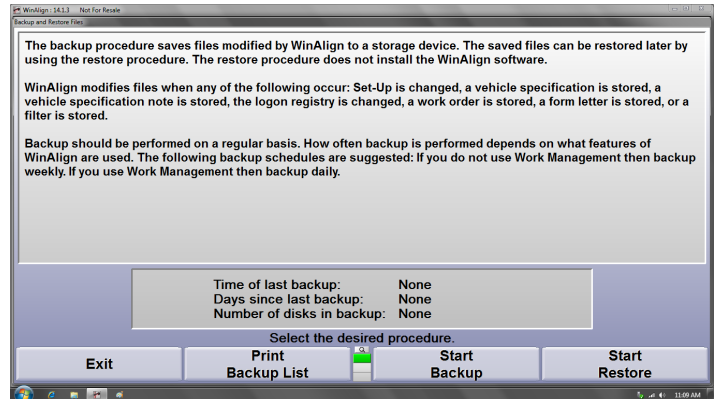 WinAlign : 14.1.3 Not For Resale
Backup and Restore Files
The backup procedure saves files modified by WinAlign to a storage device. The saved files can be restored later by
using the restore procedure. The restore procedure does not install the WinAlign software.
WinAlign modifies files when any of the following occur: Set-Up is changed, a vehicle specification is stored, a
vehicle specification note is stored, the logon registry is changed, a work order is stored, a form letter is stored, or a
filter is stored.
Backup should be performed on a regular basis. How often backup is performed depends on what features of
WinAlign are used. The following backup schedules are suggested: If you do not use Work Management then backup
weekly. If you use Work Management then backup daily.
Time of last backup: None
Days since last backup: None
Number of disks in backup: None
Select the desired procedure.
Exit
Print
Backup List
Start
Backup
Start
Restore
11:09 AM